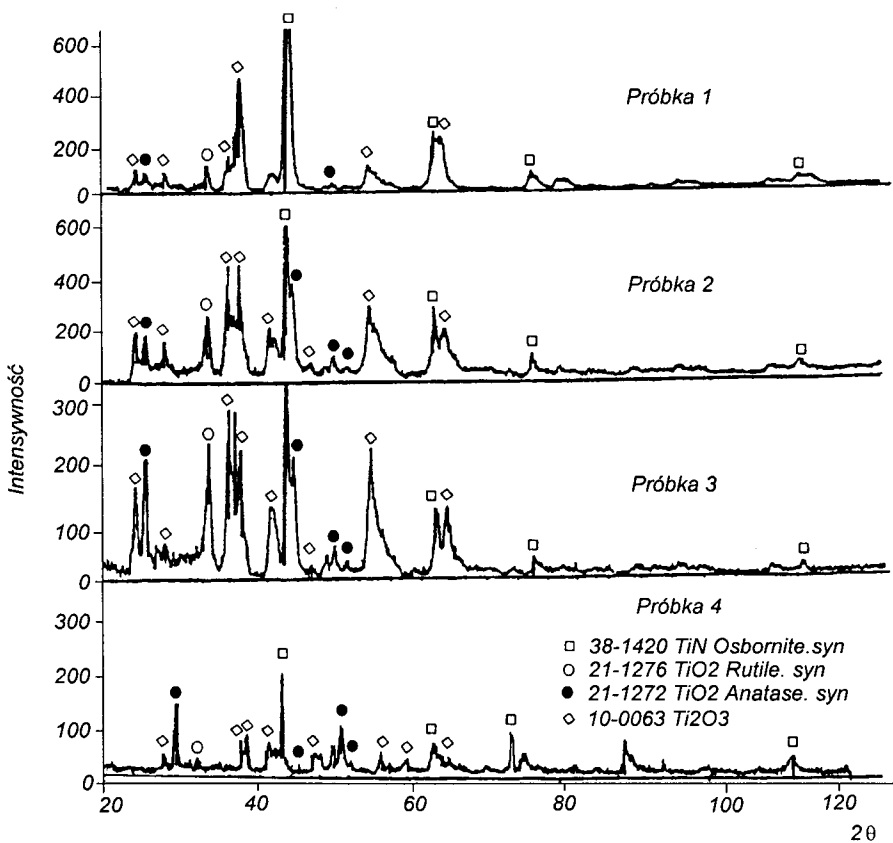 Intensywność
600
400
200
0
Próbka 1
600
400
200
0
Próbka 2
300
200
100
0
Próbka 3
300
200
100
0
Próbka 4
38-1420 TiN Osbornite.syn
21-1276 TiO2 Rutile. syn
21-1272 TiO2 Anatase. syn
10-0063 Ti2O3
20 40 60 80 100 120
2θ